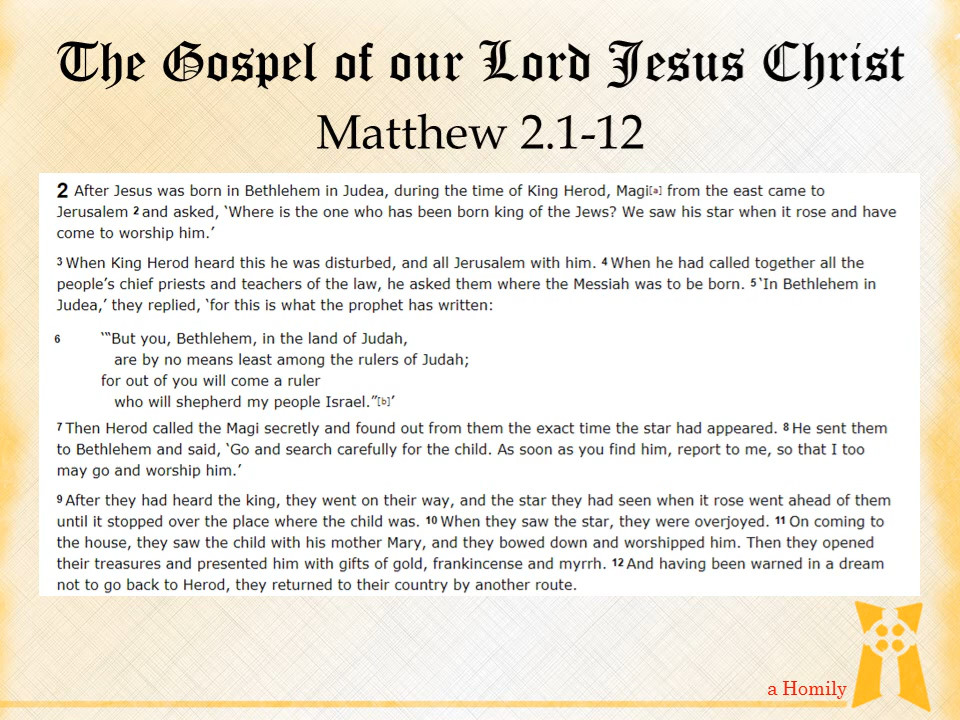 The Gospel of our Lord Jesus Christ
Matthew 2.1-12
2 After Jesus was born in Bethlehem in Judea, during the time of King Herod, Magi[a] from the east came to
Jerusalem 2 and asked, ‘Where is the one who has been born king of the Jews? We saw his star when it rose and have
come to worship him.’
3 When King Herod heard this he was disturbed, and all Jerusalem with him. 4 When he had called together all the
people’s chief priests and teachers of the law, he asked them where the Messiah was to be born. 5 ‘In Bethlehem in
Judea,’ they replied, ‘for this is what the prophet has written:
6 ‘“But you, Bethlehem, in the land of Judah,
are by no means least among the rulers of Judah;
for out of you will come a ruler
who will shepherd my people Israel.”[b]’
7 Then Herod called the Magi secretly and found out from them the exact time the star had appeared. 8 He sent them
to Bethlehem and said, ‘Go and search carefully for the child. As soon as you find him, report to me, so that I too
may go and worship him.’
9 After they had heard the king, they went on their way, and the star they had seen when it rose went ahead of them
until it stopped over the place where the child was. 10 When they saw the star, they were overjoyed. 11 On coming to
the house, they saw the child with his mother Mary, and they bowed down and worshipped him. Then they opened
their treasures and presented him with gifts of gold, frankincense and myrrh. 12 And having been warned in a dream
not to go back to Herod, they returned to their country by another route.
a Homily